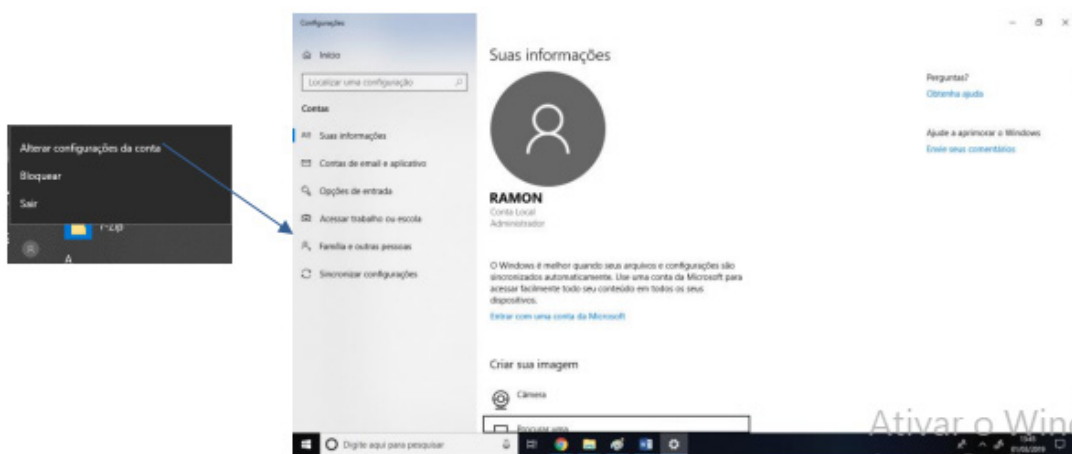 Alterar configurações da conta
Bloquear
Sair
7-Zip
A
Configurações
Início
Localizar uma configuração
Contas
Suas informações
Contas de email e aplicativo
Opções de entrada
Acessar trabalho ou escola
Família e outras pessoas
Sincronizar configurações
Suas informações
RAMON
Conta Local
Administrador
O Windows é melhor quando seus arquivos e configurações são
sincronizados automaticamente. Use uma conta da Microsoft para
acessar facilmente todo seu conteúdo em todos os seus
dispositivos.
Entrar com uma conta da Microsoft
Criar sua imagem
Câmera
Procurar uma
Perguntas?
Obtenha ajuda
Ajude a aprimorar o Windows
Envie seus comentários
Ativar o Win
Digite aqui para pesquisar